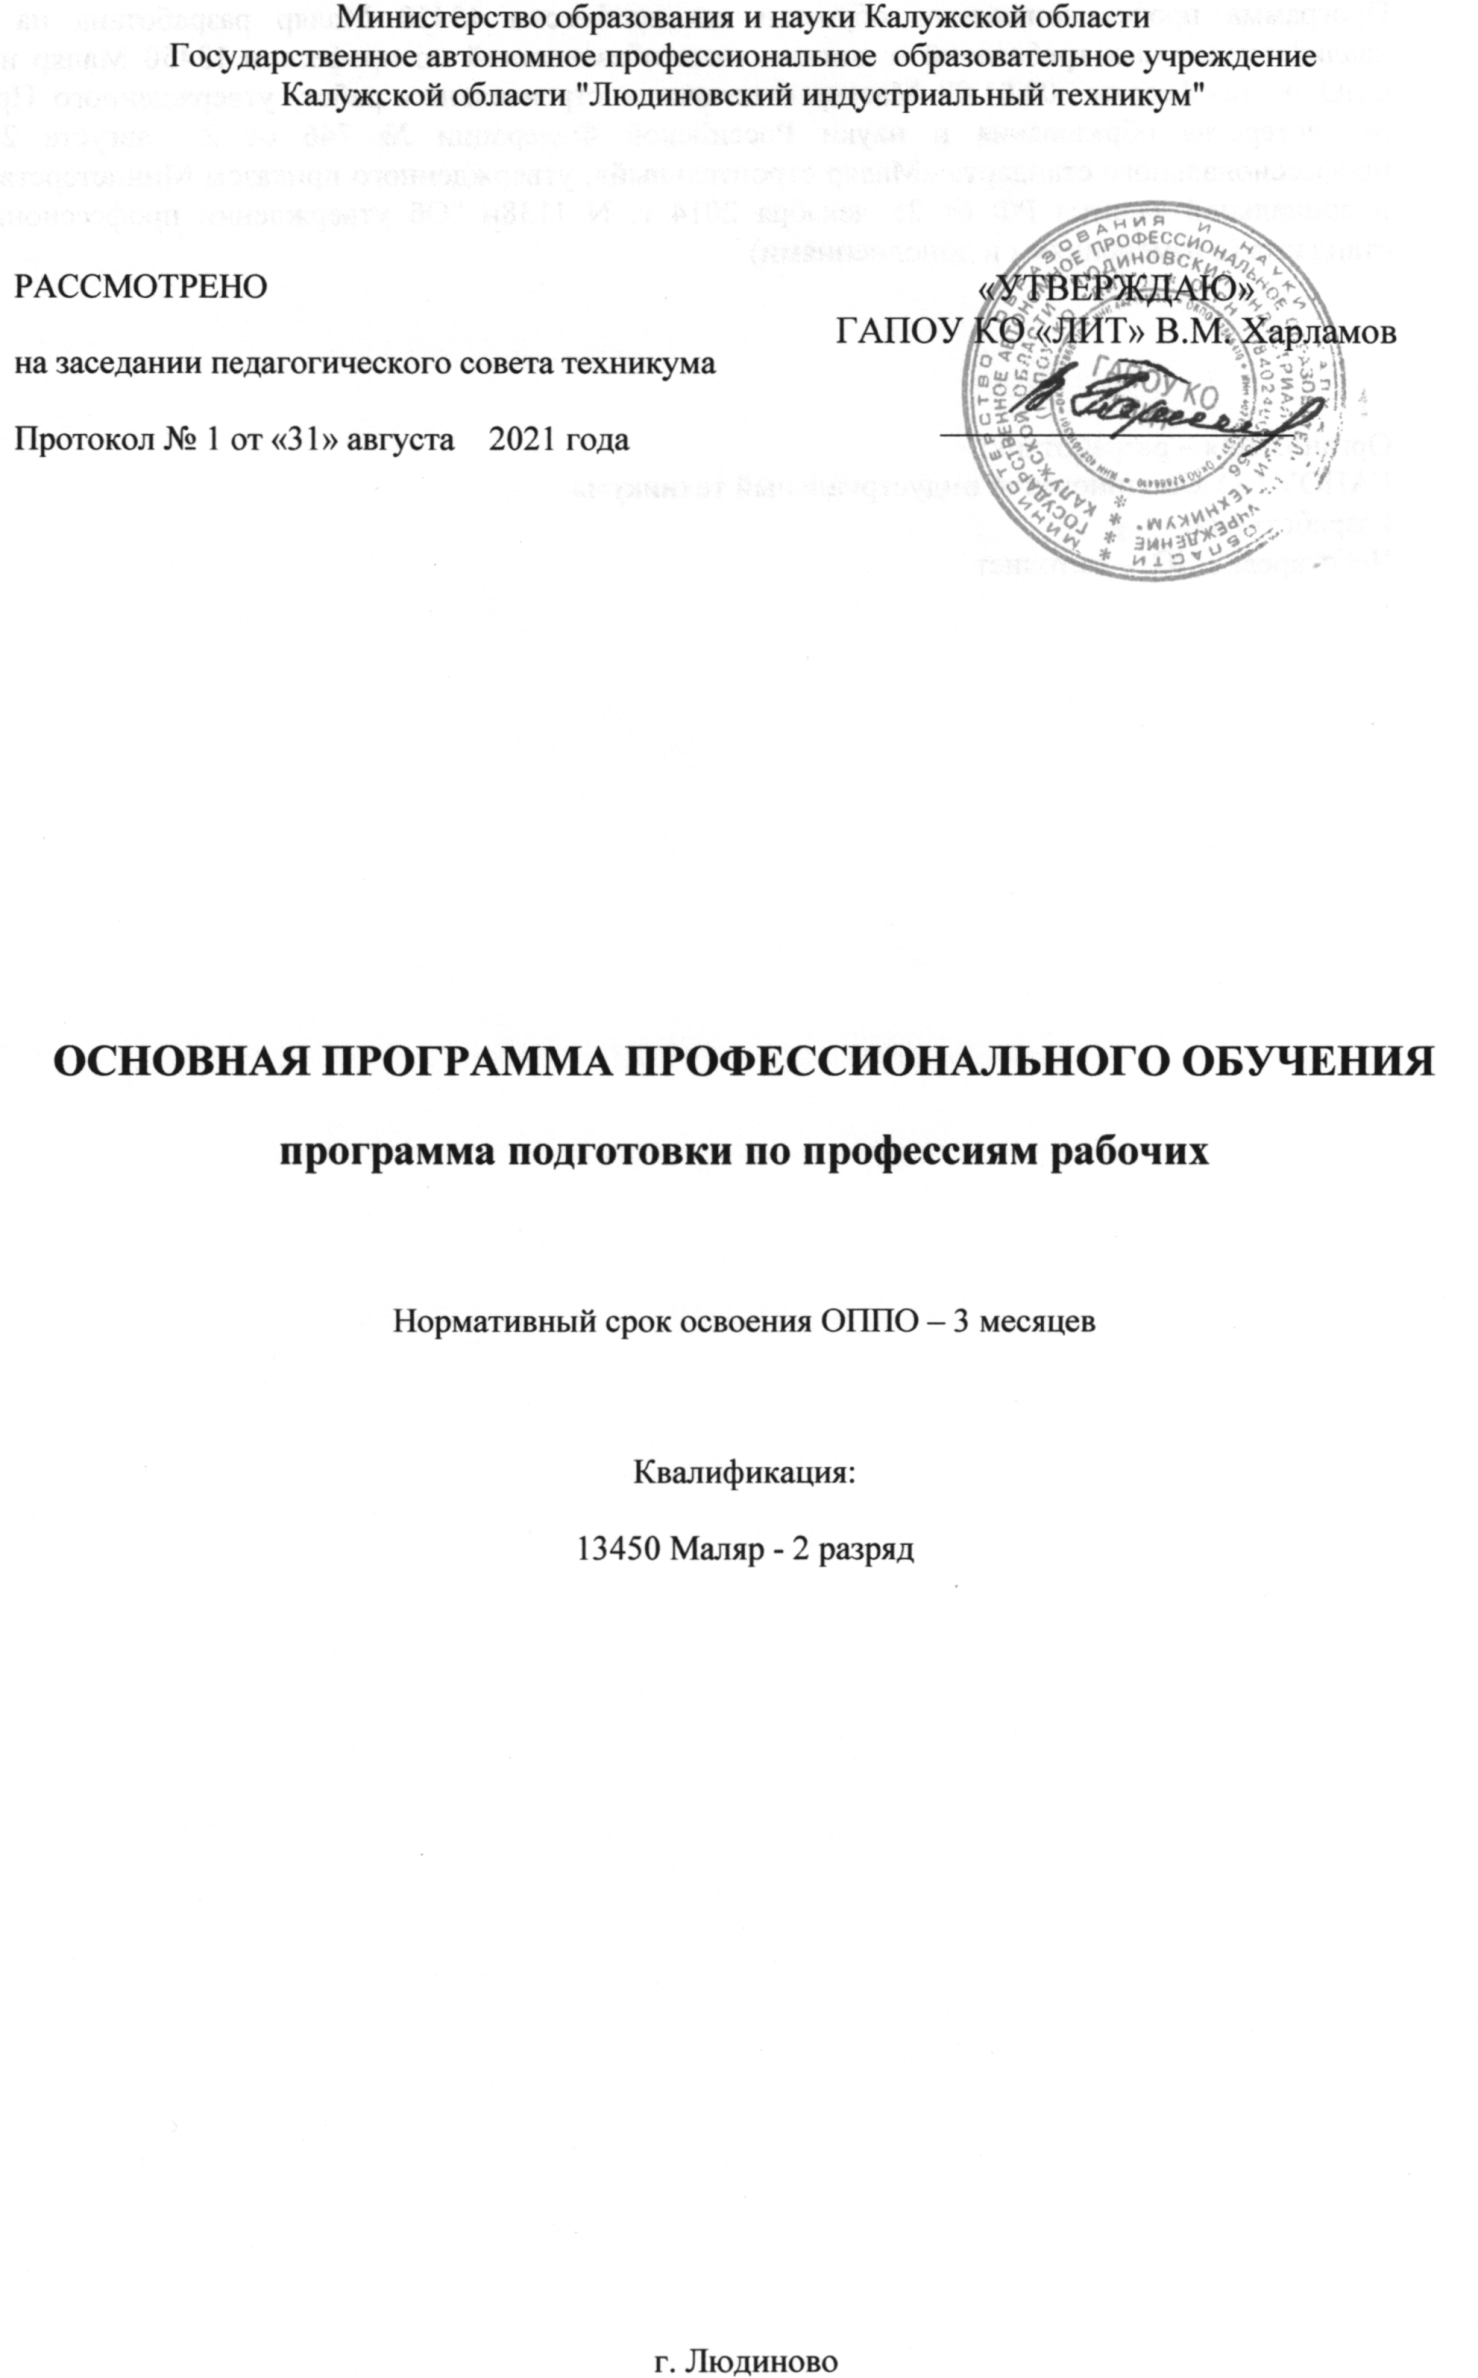 Министерство образования и науки Калужской области
Государственное автономное профессиональное образовательное учреждение
Калужской области "Людиновский индустриальный техникум"
РАССМОТРЕНО
на заседании педагогического совета техникума
Протокол № 1 от «31» августа 2021 года
«УТВЕРЖДАЮ»
ГАПОУ КО «ЛИТ» В.М. Харламов
ГАПОУ КО
ОСНОВНАЯ ПРОГРАММА ПРОФЕССИОНАЛЬНОГО ОБУЧЕНИЯ
программа подготовки по профессиям рабочих
Нормативный срок освоения ОППО – 3 месяцев
Квалификация:
13450 Маляр - 2 разряд
г. Людиново